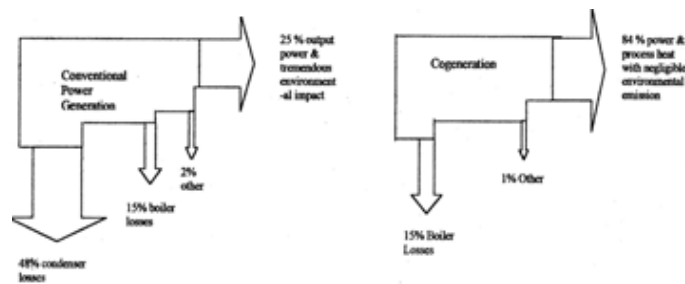 Conventional
Power
Generation
25 % output
power &
tremendous
environment
-al impact
2%
other
15% boiler
losses
48% condenser
losses
Cogeneration
84 % power &
process heat
with negligible
environmental
emission
1% Other
15% Boiler
Losses